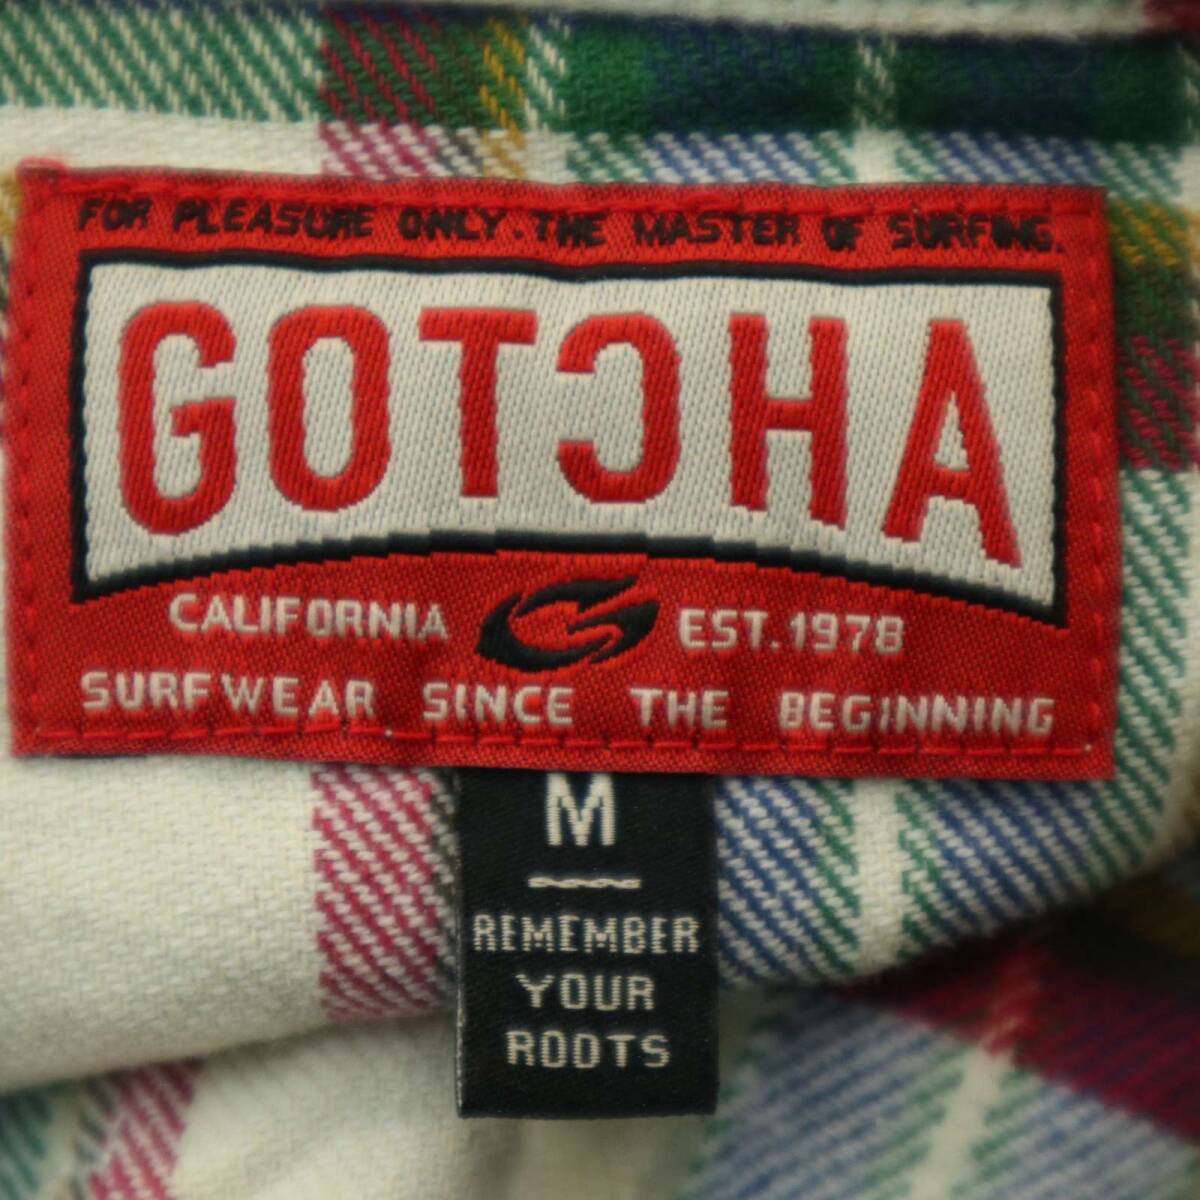 FOR PLEASURE ONLY. THE MASTER OF SURFING.
GOTCHA
CALIFORNIA EST. 1978
SURFWEAR SINCE THE BEGINNING
M
REMEMBER
YOUR
ROOTS